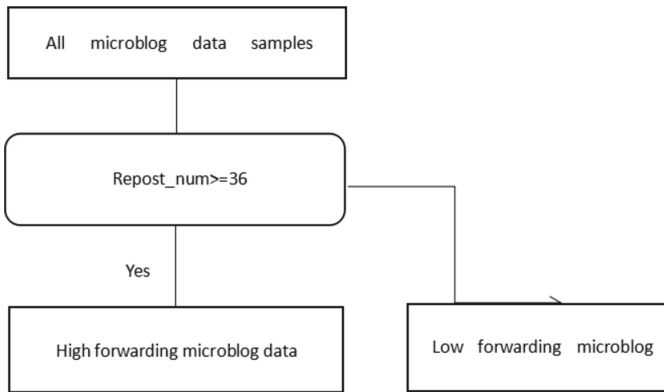 All microblog data samples
Repost_num>=36
Yes
High forwarding microblog data
Low forwarding microblog